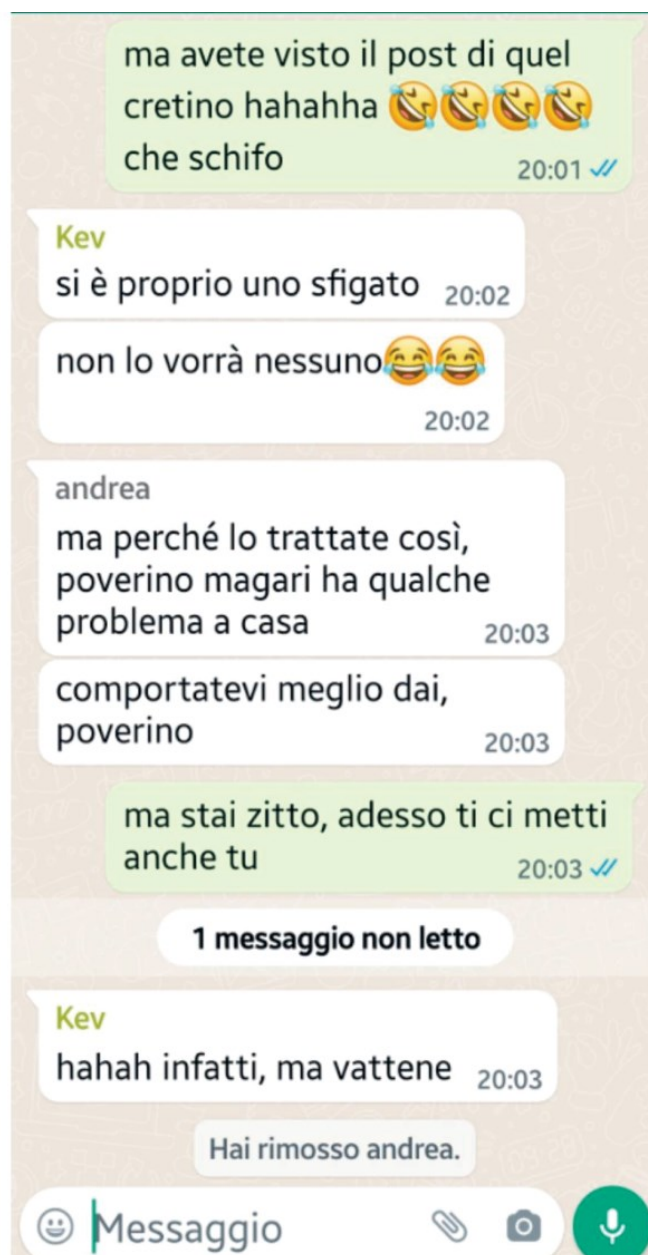 ma avete visto il post di quel
cretino hahahha 🤣🤣🤣🤣
che schifo
20:01
Kev
si è proprio uno sfigato
20:02
non lo vorrà nessuno😂😂
20:02
andrea
ma perché lo trattate così,
poverino magari ha qualche
problema a casa
20:03
comportatevi meglio dai,
poverino
20:03
ma stai zitto, adesso ti ci metti
anche tu
20:03
1 messaggio non letto
Kev
hahah infatti, ma vattene
20:03
Hai rimosso andrea.
Messaggio